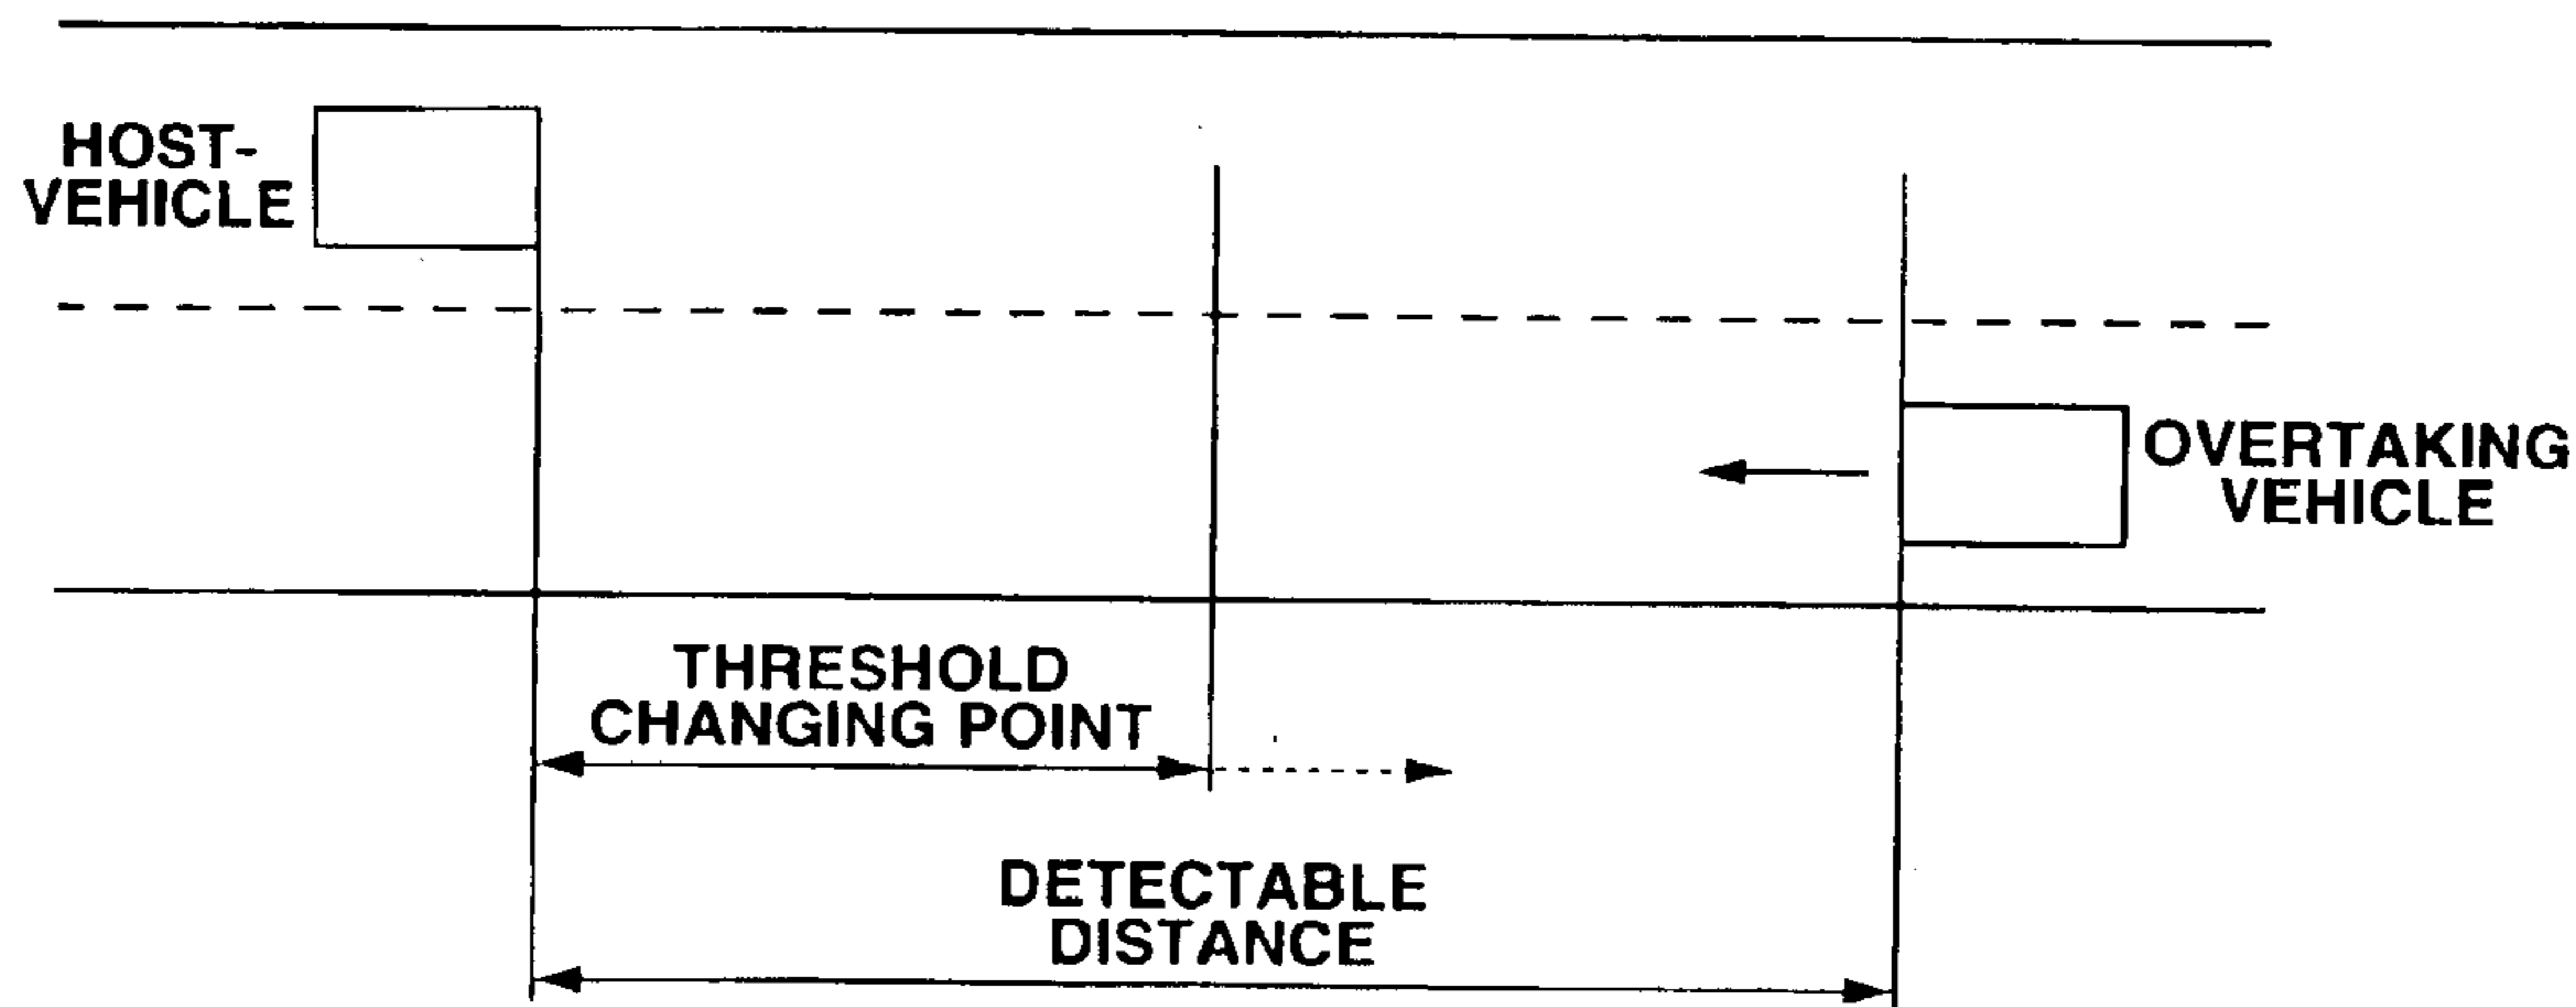 HOST-
VEHICLE
OVERTAKING
VEHICLE
THRESHOLD
CHANGING POINT
DETECTABLE
DISTANCE